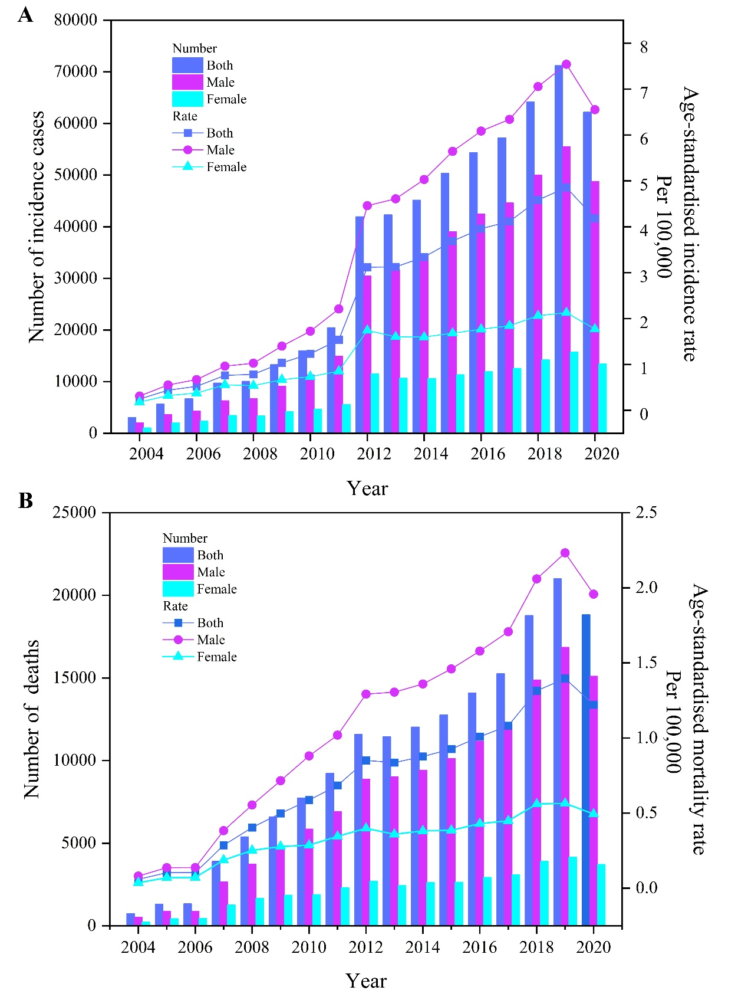 A
80000
70000
60000
50000
40000
30000
20000
10000
0
Number of incidence cases
Number
Both
Male
Female
Rate
Both
Male
Female
8
7
6
5
4
3
2
1
0
Age-standardised incidence rate
Per 100,000
2004 2006 2008 2010 2012 2014 2016 2018 2020
Year
B
25000
20000
15000
10000
5000
0
Number of deaths
Number
Both
Male
Female
Rate
Both
Male
Female
2.5
2.0
1.5
1.0
0.5
0.0
Age-standardised mortality rate
Per 100,000
2004 2006 2008 2010 2012 2014 2016 2018 2020
Year